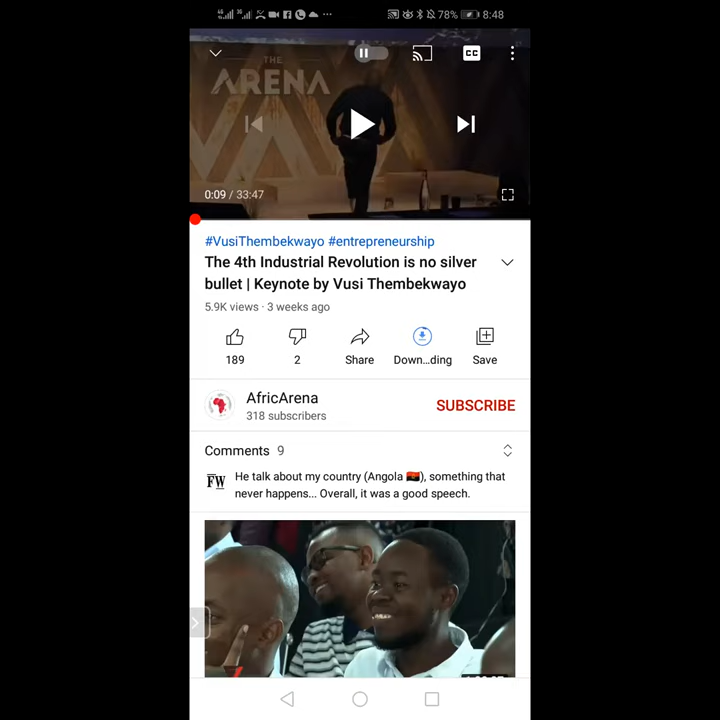 4G 3G 78% 8:48
THE
ARENA
CC
0:09 / 33:47
#VusiThembekwayo #entrepreneurship
The 4th Industrial Revolution is no silver
bullet | Keynote by Vusi Thembekwayo
5.9K views · 3 weeks ago
189 2 Share Down...ding Save
AfricArena
318 subscribers
SUBSCRIBE
Comments 9
FW
He talk about my country (Angola 🇦🇴), something that
never happens... Overall, it was a good speech.